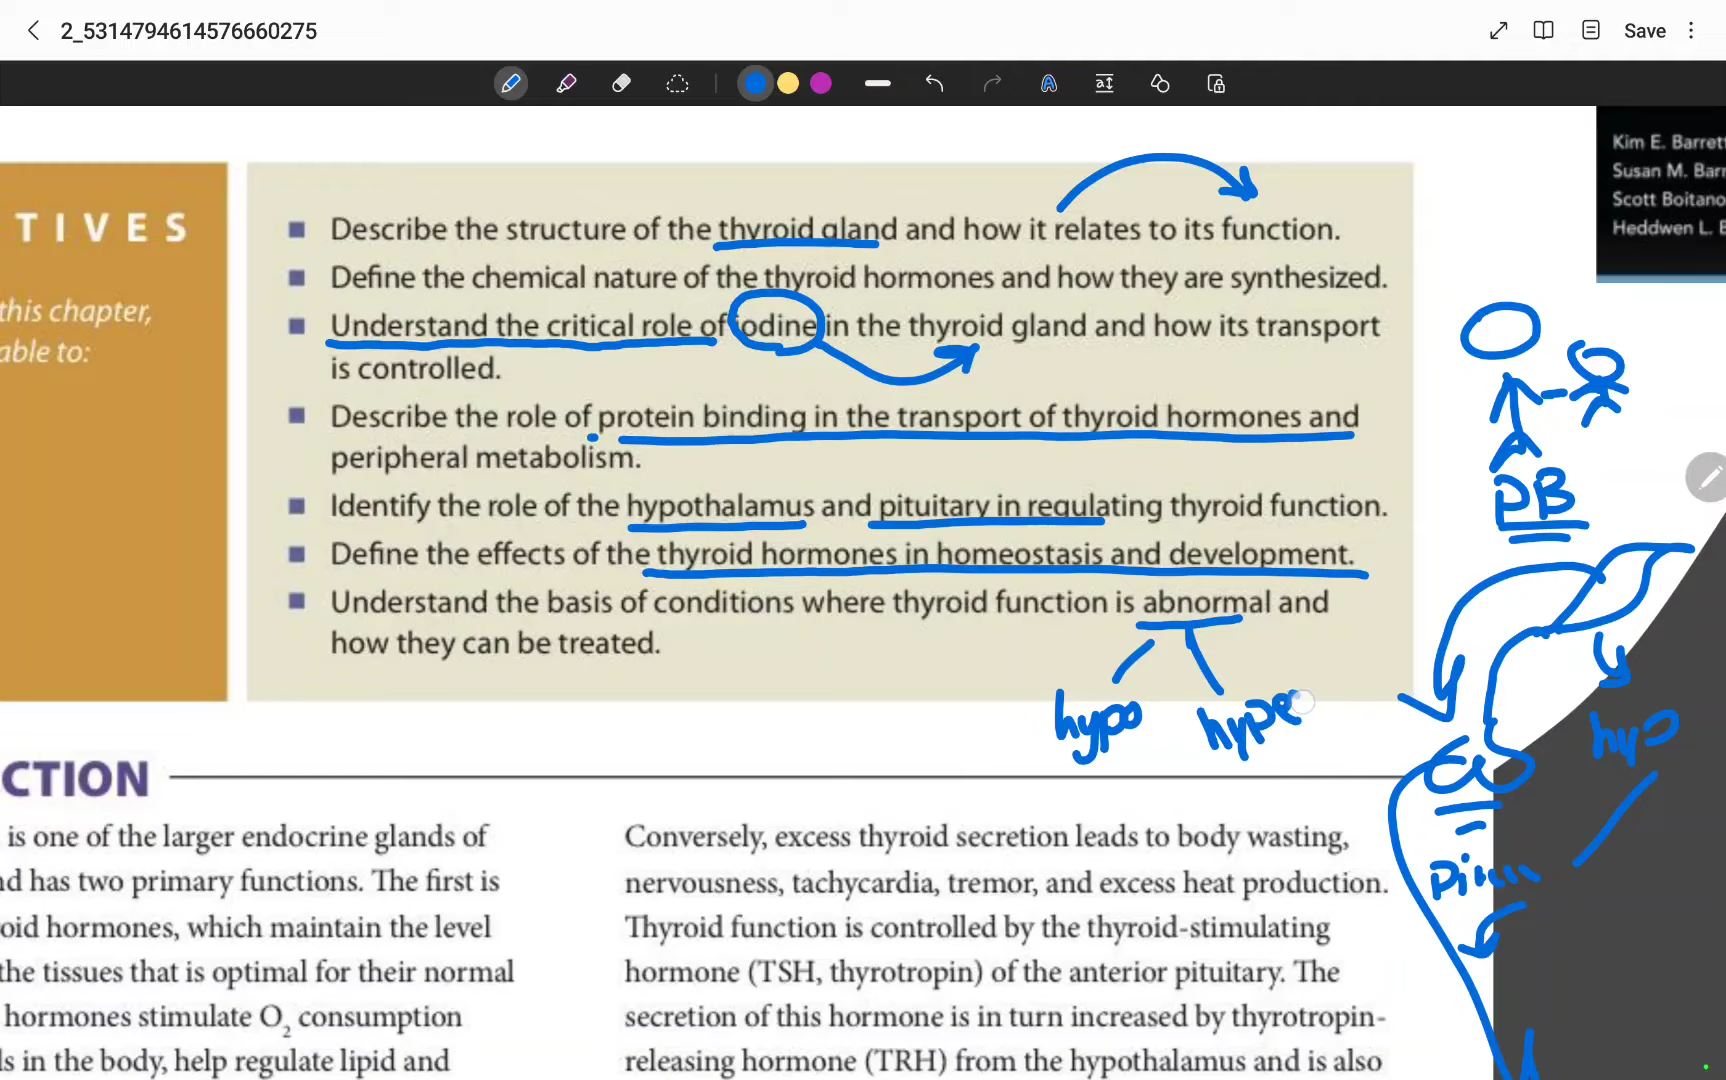 2_5314794614576660275
Save
Kim E. Barrett
Susan M. Barr
Scott Boitano
Heddwen L. B
TIVES
this chapter,
able to:
■ Describe the structure of the thyroid gland and how it relates to its function.
■ Define the chemical nature of the thyroid hormones and how they are synthesized.
■ Understand the critical role of iodine in the thyroid gland and how its transport
is controlled.
■ Describe the role of protein binding in the transport of thyroid hormones and
peripheral metabolism.
■ Identify the role of the hypothalamus and pituitary in regulating thyroid function.
■ Define the effects of the thyroid hormones in homeostasis and development.
■ Understand the basis of conditions where thyroid function is abnormal and
how they can be treated.
PB
hypo
hype
hyp
CTION
is one of the larger endocrine glands of
nd has two primary functions. The first is
oid hormones, which maintain the level
the tissues that is optimal for their normal
hormones stimulate O₂ consumption
ls in the body, help regulate lipid and
Conversely, excess thyroid secretion leads to body wasting,
nervousness, tachycardia, tremor, and excess heat production.
Thyroid function is controlled by the thyroid-stimulating
hormone (TSH, thyrotropin) of the anterior pituitary. The
secretion of this hormone is in turn increased by thyrotropin-
releasing hormone (TRH) from the hypothalamus and is also